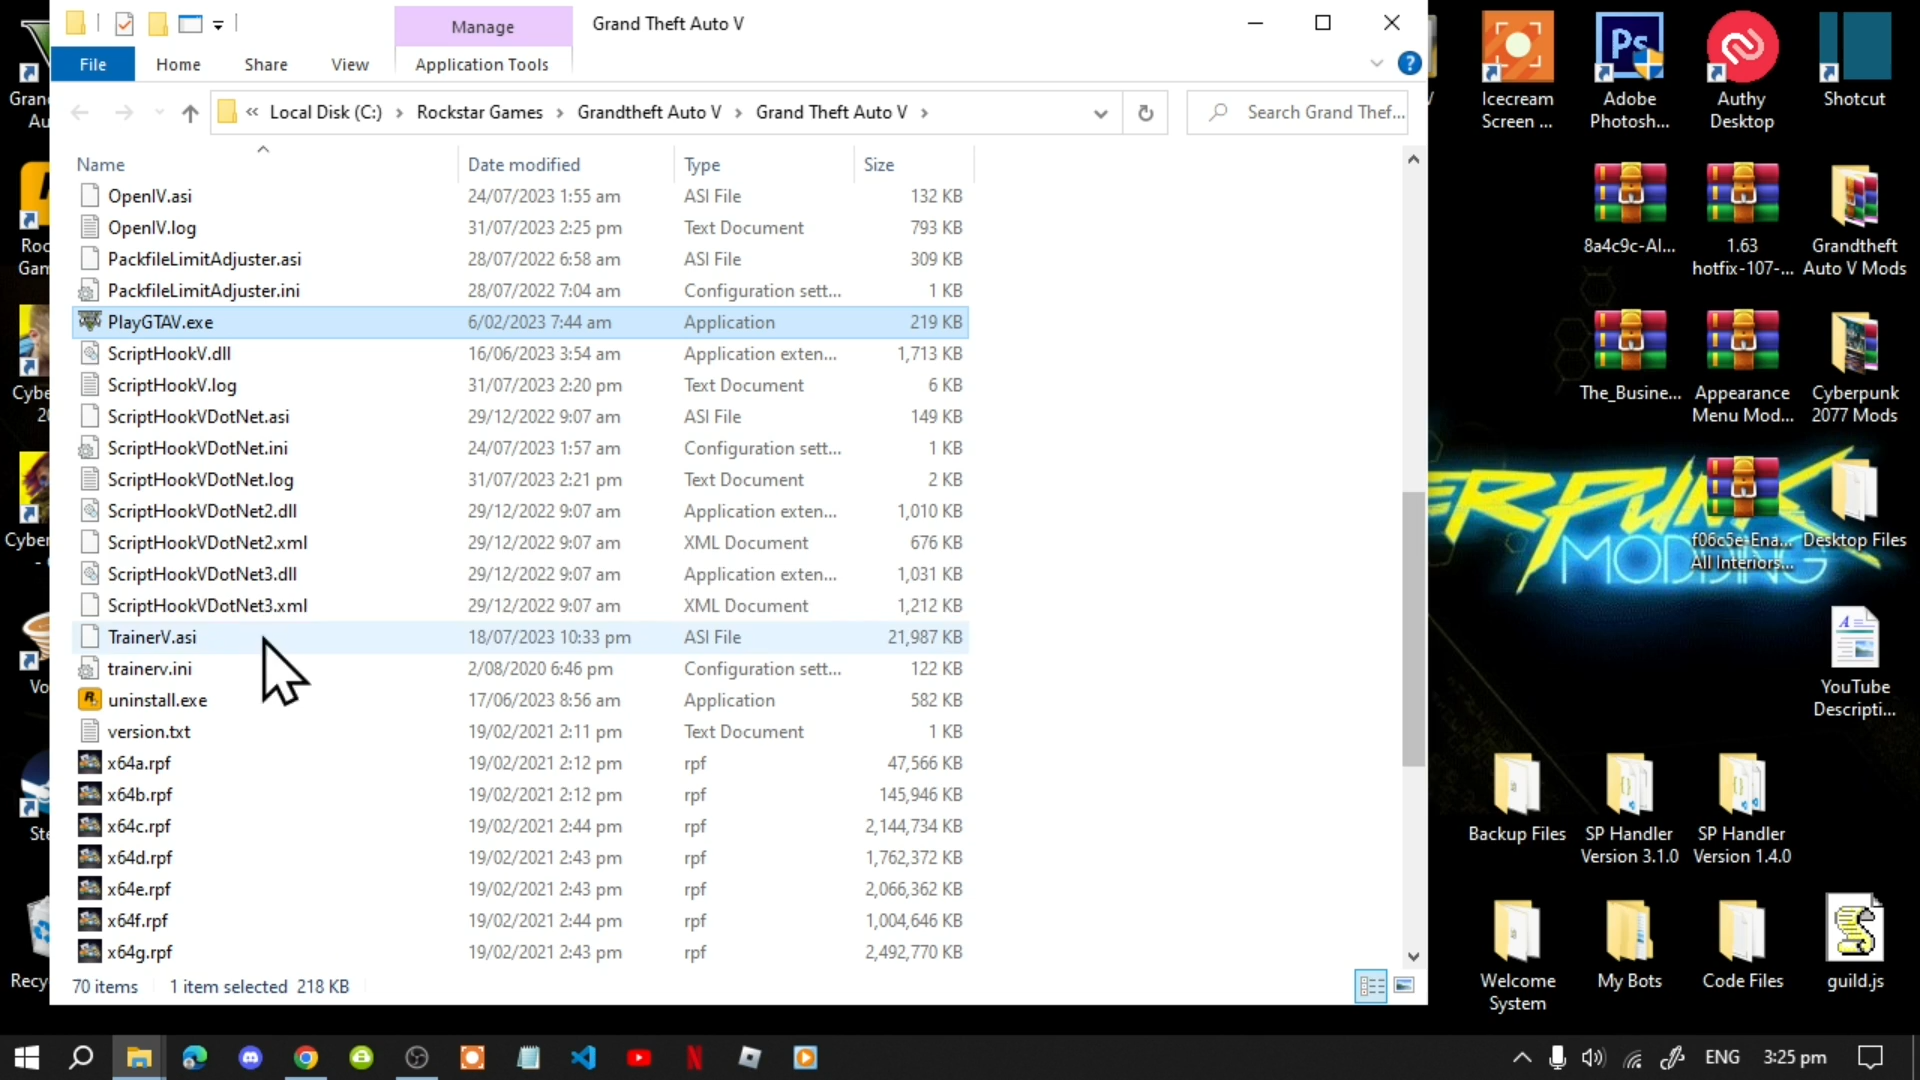 Manage
Grand Theft Auto V
File
Home
Share
View
Application Tools
« Local Disk (C:) › Rockstar Games › Grandtheft Auto V › Grand Theft Auto V ›
Search Grand Thef...
Name
Date modified
Type
Size
OpenIV.asi 24/07/2023 1:55 am ASI File 132 KB
OpenIV.log 31/07/2023 2:25 pm Text Document 793 KB
PackfileLimitAdjuster.asi 28/07/2022 6:58 am ASI File 309 KB
PackfileLimitAdjuster.ini 28/07/2022 7:04 am Configuration sett... 1 KB
PlayGTAV.exe 6/02/2023 7:44 am Application 219 KB
ScriptHookV.dll 16/06/2023 3:54 am Application exten... 1,713 KB
ScriptHookV.log 31/07/2023 2:20 pm Text Document 6 KB
ScriptHookVDotNet.asi 29/12/2022 9:07 am ASI File 149 KB
ScriptHookVDotNet.ini 24/07/2023 1:57 am Configuration sett... 1 KB
ScriptHookVDotNet.log 31/07/2023 2:21 pm Text Document 2 KB
ScriptHookVDotNet2.dll 29/12/2022 9:07 am Application exten... 1,010 KB
ScriptHookVDotNet2.xml 29/12/2022 9:07 am XML Document 676 KB
ScriptHookVDotNet3.dll 29/12/2022 9:07 am Application exten... 1,031 KB
ScriptHookVDotNet3.xml 29/12/2022 9:07 am XML Document 1,212 KB
TrainerV.asi 18/07/2023 10:33 pm ASI File 21,987 KB
trainerv.ini 2/08/2020 6:46 pm Configuration sett... 122 KB
uninstall.exe 17/06/2023 8:56 am Application 582 KB
version.txt 19/02/2021 2:11 pm Text Document 1 KB
x64a.rpf 19/02/2021 2:12 pm rpf 47,566 KB
x64b.rpf 19/02/2021 2:12 pm rpf 145,946 KB
x64c.rpf 19/02/2021 2:44 pm rpf 2,144,734 KB
x64d.rpf 19/02/2021 2:43 pm rpf 1,762,372 KB
x64e.rpf 19/02/2021 2:43 pm rpf 2,066,362 KB
x64f.rpf 19/02/2021 2:44 pm rpf 1,004,646 KB
x64g.rpf 19/02/2021 2:43 pm rpf 2,492,770 KB
70 items 1 item selected 218 KB
Icecream
Screen ...
Ps
Adobe
Photosh...
Authy
Desktop
Shotcut
8a4c9c-Al...
1.63
hotfix-107-...
Grandtheft
Auto V Mods
The_Busine...
Appearance
Menu Mod...
Cyberpunk
2077 Mods
ERPUNK
MODDING
f06c5e-Ena...
All Interiors...
Desktop Files
YouTube
Descripti...
Backup Files
SP Handler
Version 3.1.0
SP Handler
Version 1.4.0
Welcome
System
My Bots
Code Files
guild.js
ENG
3:25 pm